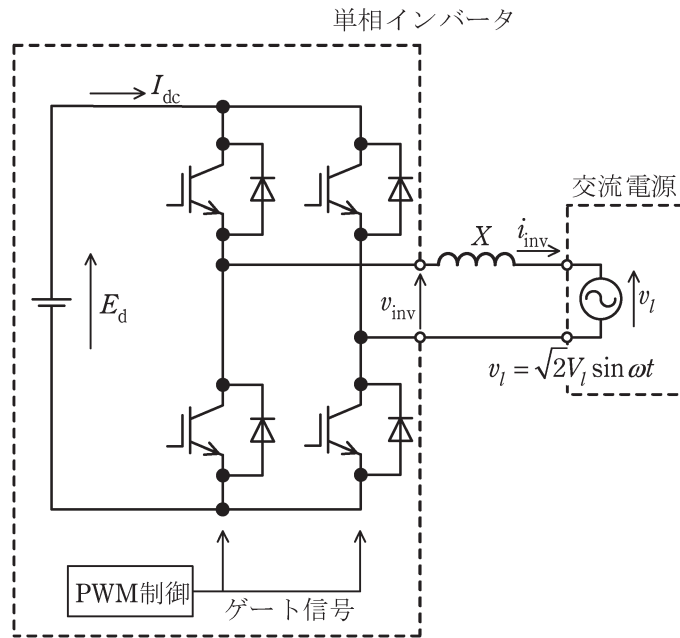 単相インバータ
I_dc
交流電源
X
i_inv
E_d
v_inv
v_l
v_l = √2V_l sin ωt
PWM制御
ゲート信号